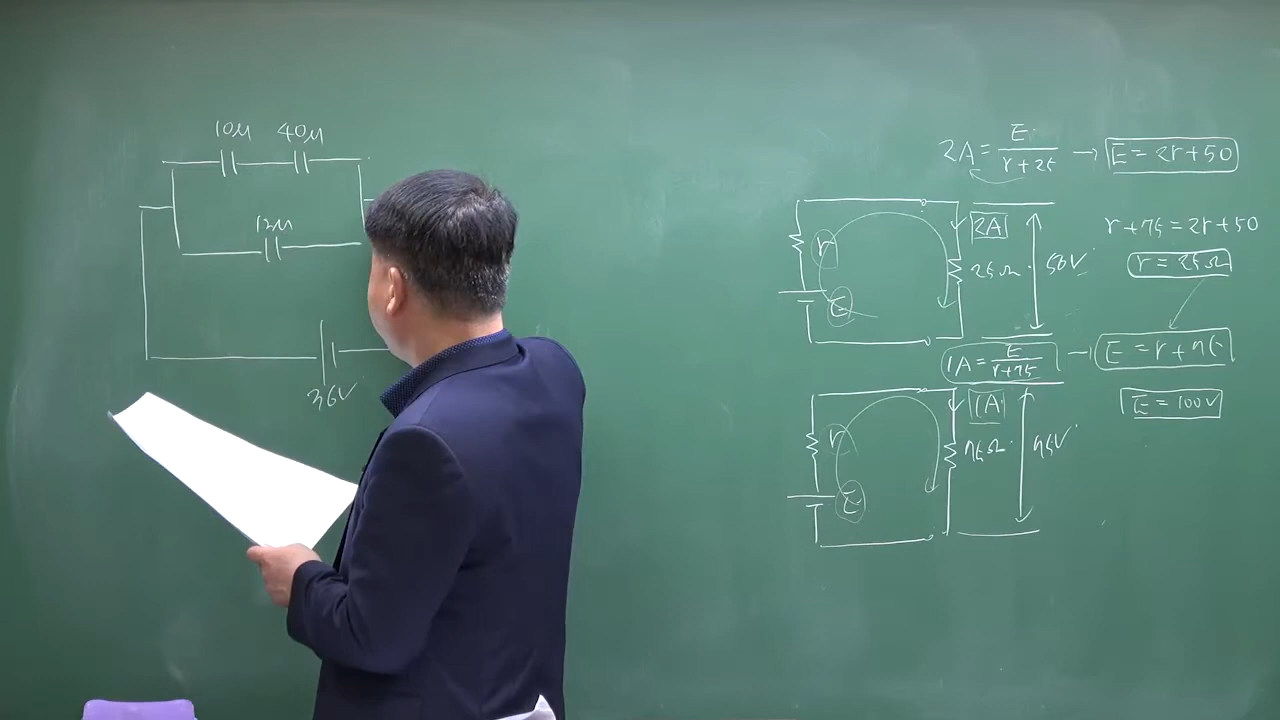 10μ 40μ
12μ
36V
2A = E / (r+25) → E = 2r+50
r+75 = 2r+50
r = 25Ω
r
E
2A
25Ω
50V
1A = E / (r+75) → E = r+75
E = 100V
r
E
1A
75Ω
75V